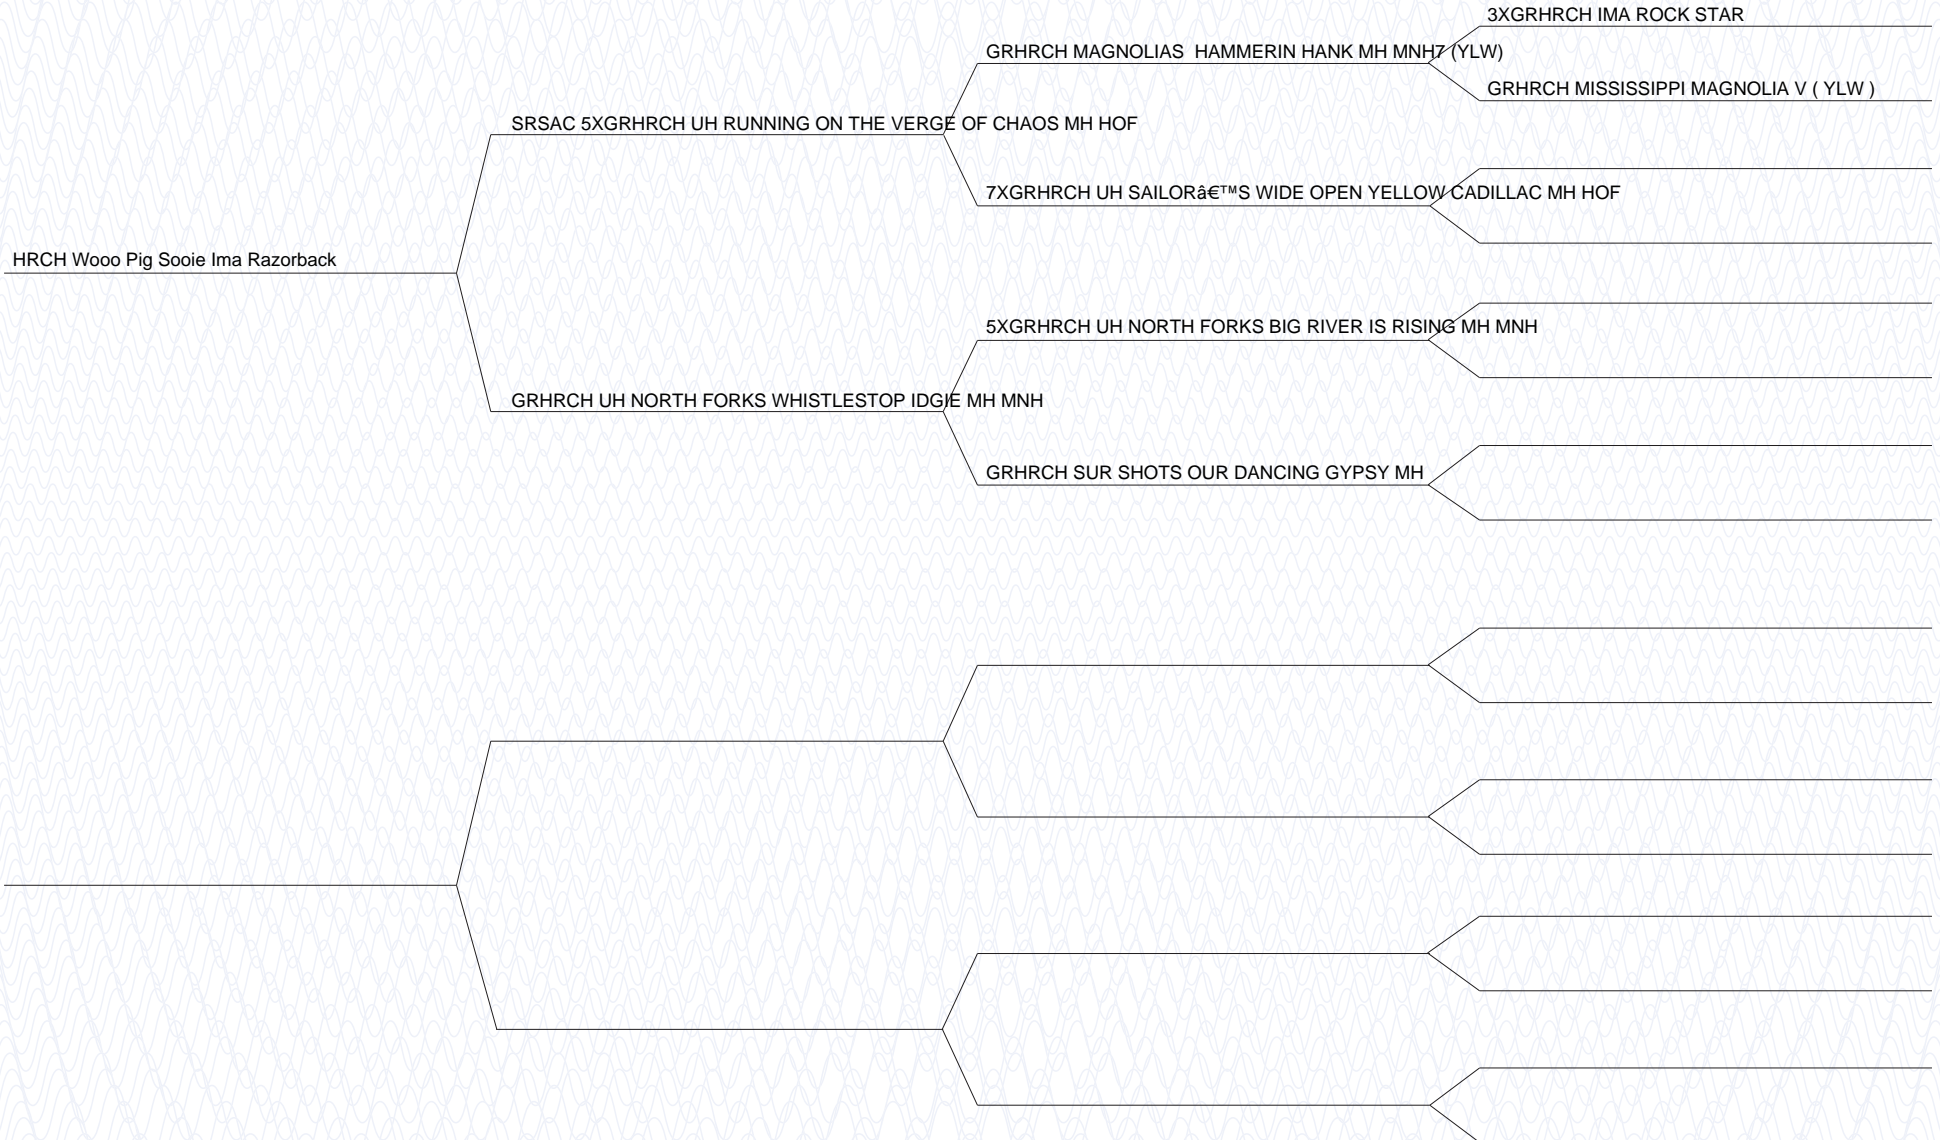 3XGRHRCH IMA ROCK STAR
GRHRCH MAGNOLIAS  HAMMERIN HANK MH MNH7 (YLW)
GRHRCH MISSISSIPPI MAGNOLIA V ( YLW )
SRSAC 5XGRHRCH UH RUNNING ON THE VERGE OF CHAOS MH HOF
7XGRHRCH UH SAILORâ€™S WIDE OPEN YELLOW CADILLAC MH HOF
HRCH Wooo Pig Sooie Ima Razorback
5XGRHRCH UH NORTH FORKS BIG RIVER IS RISING MH MNH
GRHRCH UH NORTH FORKS WHISTLESTOP IDGIE MH MNH
GRHRCH SUR SHOTS OUR DANCING GYPSY MH